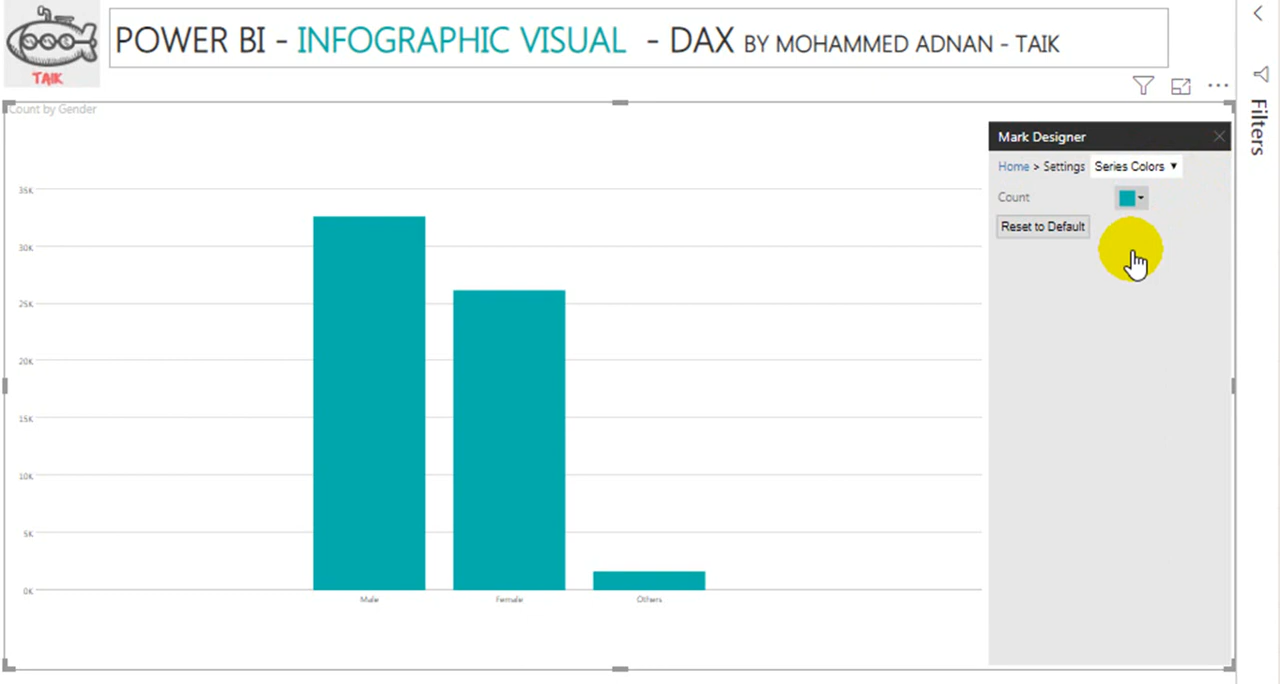 POWER BI - INFOGRAPHIC VISUAL - DAX BY MOHAMMED ADNAN - TAIK
TAIK
Filters
Count by Gender
Mark Designer
Home > Settings Series Colors
Count
Reset to Default
35K
30K
25K
20K
15K
10K
5K
0K
Male Female Others